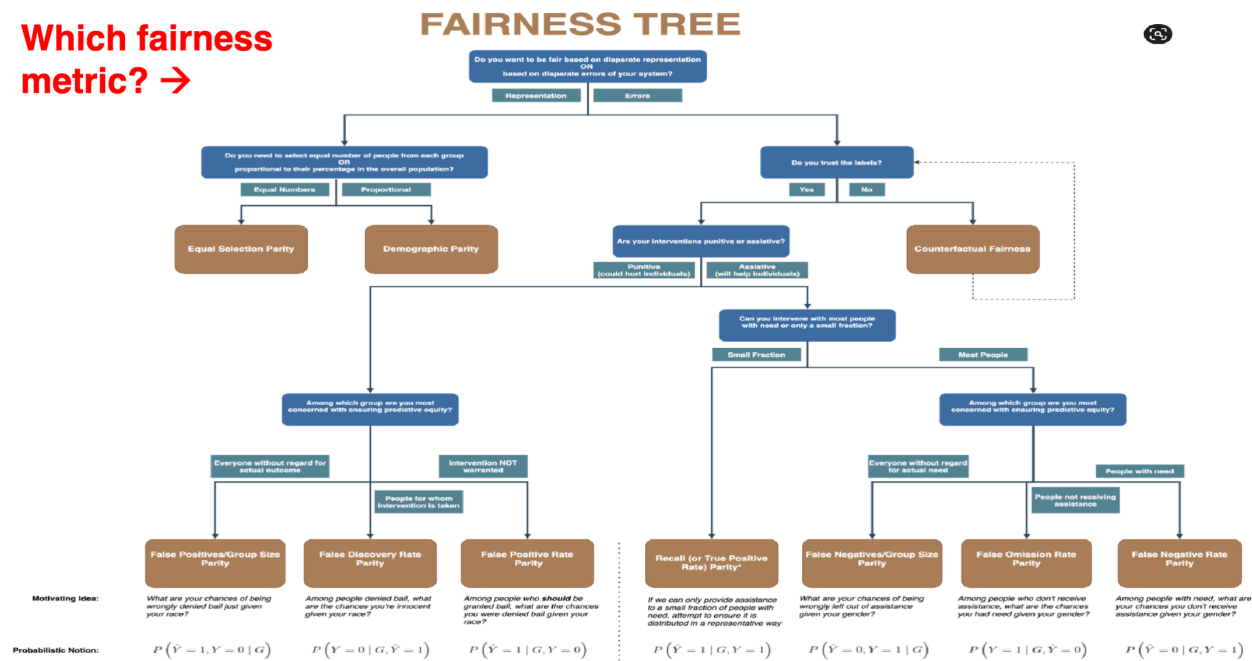 Which fairness
metric? →
FAIRNESS TREE
Do you want to be fair based on disparate representation
OR
based on disparate errors of your system?
Representation
Errors
Do you need to select equal number of people from each group
OR
proportional to their percentage in the overall population?
Do you trust the labels?
Equal Numbers
Proportional
Yes
No
Equal Selection Parity
Demographic Parity
Are your interventions punitive or assistive?
Counterfactual Fairness
Punitive
(could hurt individuals)
Assistive
(will help individuals)
Can you intervene with most people
with need or only a small fraction?
Small Fraction
Most People
Among which group are you most
concerned with ensuring predictive equity?
Among which group are you most
concerned with ensuring predictive equity?
Everyone without regard for
actual outcome
Intervention NOT
warranted
People for whom
intervention is taken
Everyone without regard
for actual need
People with need
People not receiving
assistance
False Positives/Group Size
Parity
False Discovery Rate
Parity
False Positive Rate
Parity
Recall (or True Positive
Rate) Parity*
False Negatives/Group Size
Parity
False Omission Rate
Parity
False Negative Rate
Parity
Motivating idea:
What are your chances of being
wrongly denied bail just given
your race?
Among people denied bail, what
are the chances you're innocent
given your race?
Among people who should be
granted bail, what are the chances
you were denied bail given your
race?
If we can only provide assistance
to a small fraction of people with
need, attempt to ensure it is
distributed in a representative way
What are your chances of being
wrongly left out of assistance
given your gender?
Among people who don't receive
assistance, what are the chances
you had need given your gender?
Among people with need, what are
your chances you don't receive
assistance given your gender?
Probabilistic Notion:
P(Ŷ = 1, Y = 0 | G)
P(Y = 0 | G, Ŷ = 1)
P(Ŷ = 1 | G, Y = 0)
P(Ŷ = 1 | G, Y = 1)
P(Ŷ = 0, Y = 1 | G)
P(Y = 1 | G, Ŷ = 0)
P(Ŷ = 0 | G, Y = 1)